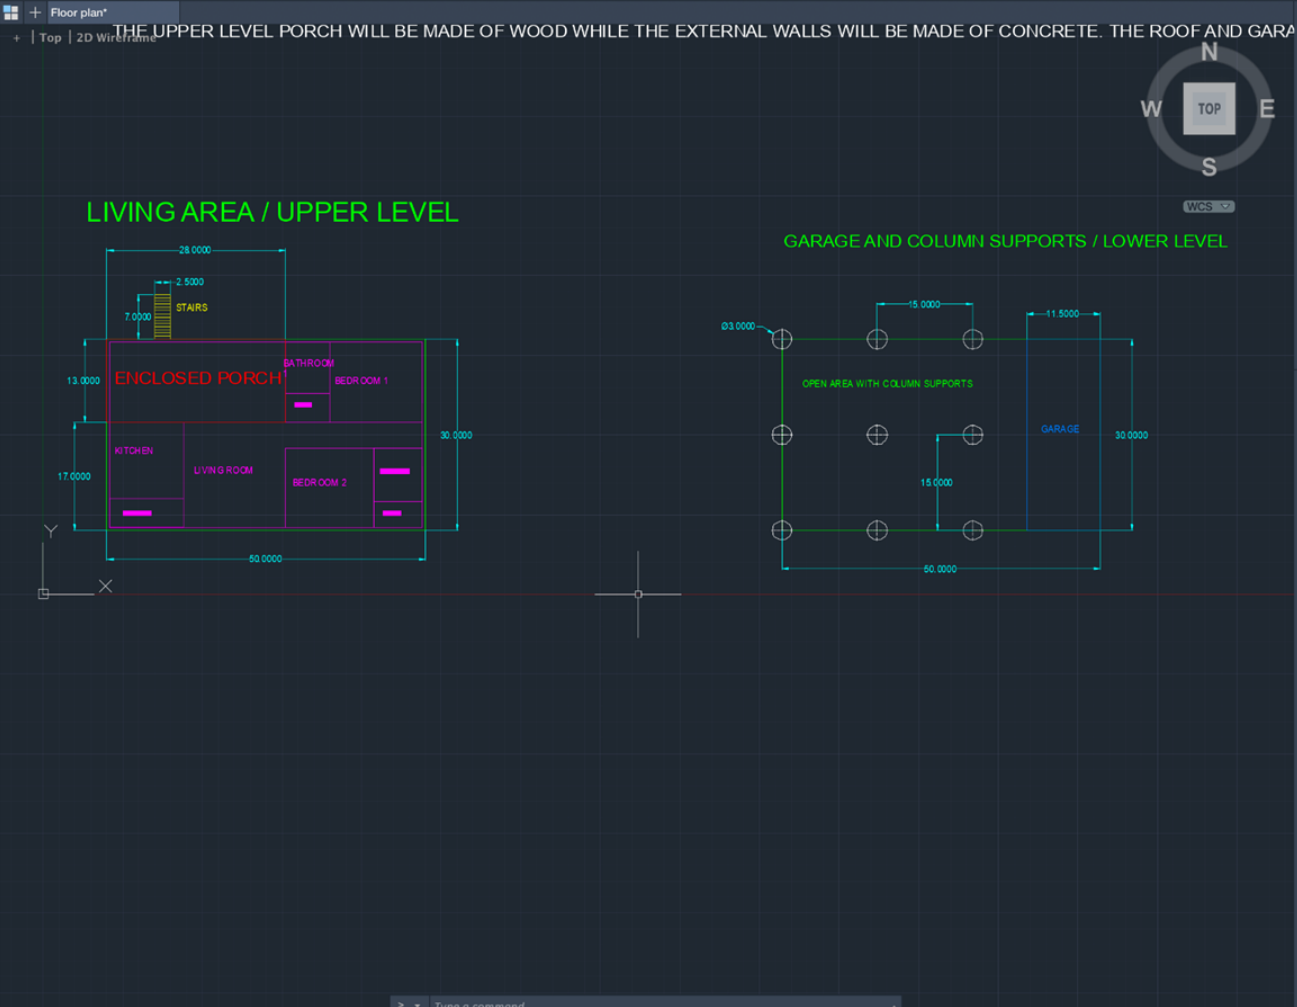 Floor plan*
+ | Top | 2D Wireframe
THE UPPER LEVEL PORCH WILL BE MADE OF WOOD WHILE THE EXTERNAL WALLS WILL BE MADE OF CONCRETE. THE ROOF AND GARA
N
W TOP E
S
WCS
LIVING AREA / UPPER LEVEL
28.0000
2.5000
7.0000
STAIRS
13.0000
ENCLOSED PORCH
BATHROOM
BEDROOM 1
30.0000
17.0000
KITCHEN
LIVING ROOM
BEDROOM 2
50.0000
Y
X
GARAGE AND COLUMN SUPPORTS / LOWER LEVEL
15.0000
11.5000
Ø3.0000
OPEN AREA WITH COLUMN SUPPORTS
GARAGE
30.0000
15.0000
50.0000
Type a command